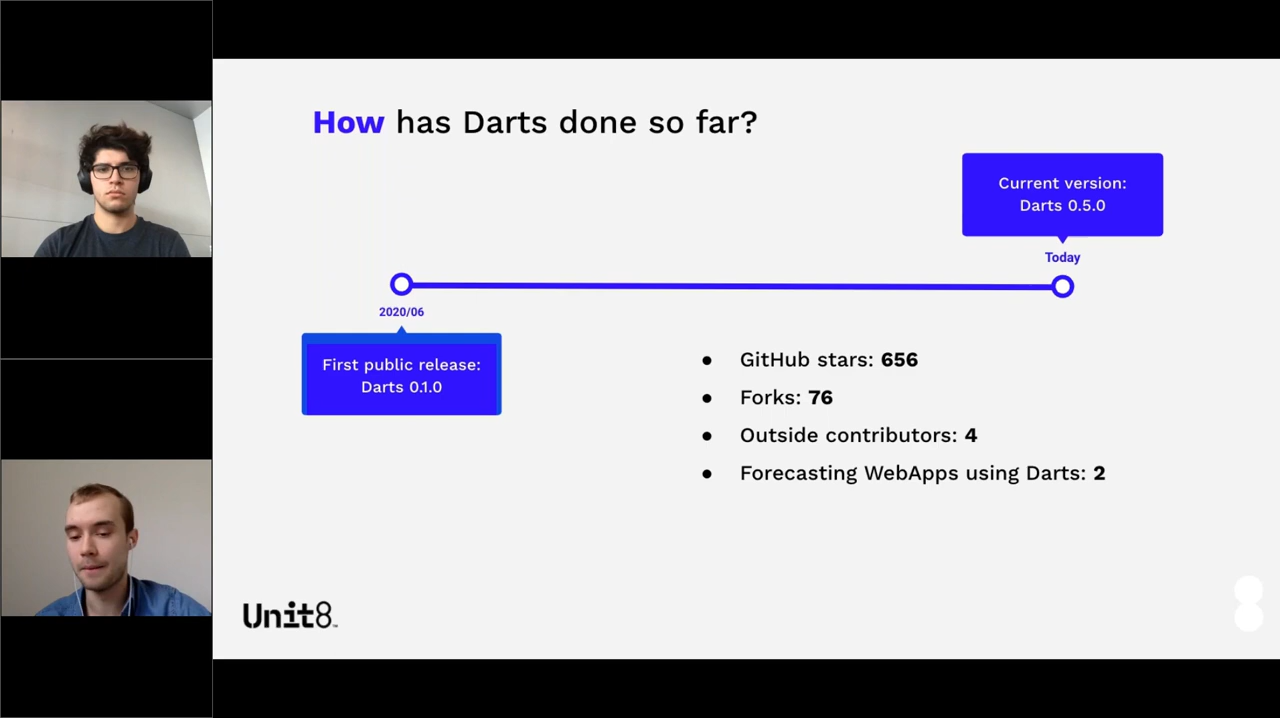 How has Darts done so far?
Current version:
Darts 0.5.0
Today
2020/06
First public release:
Darts 0.1.0
● GitHub stars: 656
● Forks: 76
● Outside contributors: 4
● Forecasting WebApps using Darts: 2
Unit8™